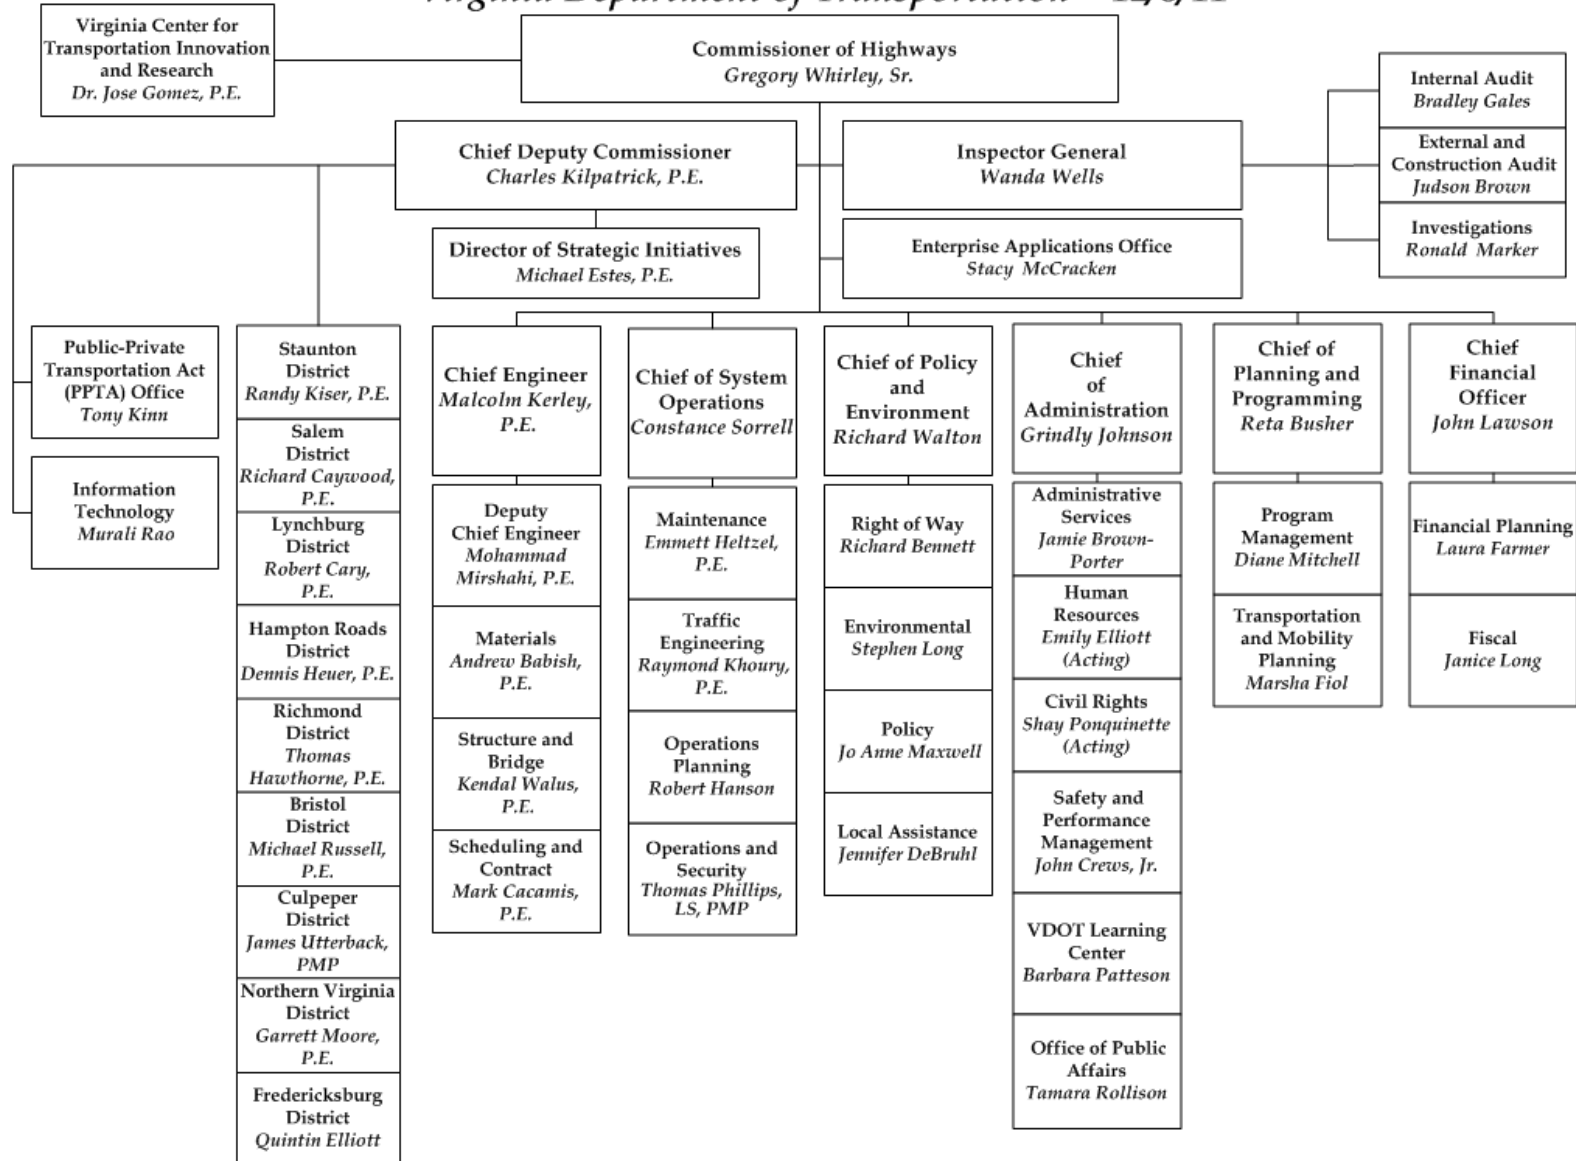 Virginia Department of Transportation
Virginia Center for
Transportation Innovation
and Research
Dr. Jose Gomez, P.E.
Commissioner of Highways
Gregory Whirley, Sr.
Internal Audit
Bradley Gales
External and
Construction Audit
Judson Brown
Investigations
Ronald Marker
Chief Deputy Commissioner
Charles Kilpatrick, P.E.
Inspector General
Wanda Wells
Director of Strategic Initiatives
Michael Estes, P.E.
Enterprise Applications Office
Stacy McCracken
Public-Private
Transportation Act
(PPTA) Office
Tony Kinn
Information
Technology
Murali Rao
Staunton
District
Randy Kiser, P.E.
Salem
District
Richard Caywood,
P.E.
Lynchburg
District
Robert Cary,
P.E.
Hampton Roads
District
Dennis Heuer, P.E.
Richmond
District
Thomas
Hawthorne, P.E.
Bristol
District
Michael Russell,
P.E.
Culpeper
District
James Utterback,
PMP
Northern Virginia
District
Garrett Moore,
P.E.
Fredericksburg
District
Quintin Elliott
Chief Engineer
Malcolm Kerley,
P.E.
Deputy
Chief Engineer
Mohammad
Mirshahi, P.E.
Materials
Andrew Babish,
P.E.
Structure and
Bridge
Kendal Walus,
P.E.
Scheduling and
Contract
Mark Cacamis,
P.E.
Chief of System
Operations
Constance Sorrell
Maintenance
Emmett Heltzel,
P.E.
Traffic
Engineering
Raymond Khoury,
P.E.
Operations
Planning
Robert Hanson
Operations and
Security
Thomas Phillips,
LS, PMP
Chief of Policy
and
Environment
Richard Walton
Right of Way
Richard Bennett
Environmental
Stephen Long
Policy
Jo Anne Maxwell
Local Assistance
Jennifer DeBruhl
Chief
of
Administration
Grindly Johnson
Administrative
Services
Jamie Brown-
Porter
Human
Resources
Emily Elliott
(Acting)
Civil Rights
Shay Ponquinette
(Acting)
Safety and
Performance
Management
John Crews, Jr.
VDOT Learning
Center
Barbara Patteson
Office of Public
Affairs
Tamara Rollison
Chief of
Planning and
Programming
Reta Busher
Program
Management
Diane Mitchell
Transportation
and Mobility
Planning
Marsha Fiol
Chief
Financial
Officer
John Lawson
Financial Planning
Laura Farmer
Fiscal
Janice Long